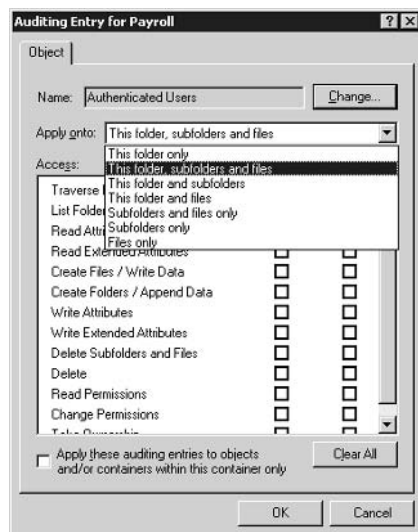 Auditing Entry for Payroll
Object
Name: Authenticated Users Change...
Apply onto: This folder, subfolders and files
This folder only
Access: This folder, subfolders and files
Traverse This folder and subfolders
This folder and files
List Folder Subfolders and files only
Read Attri Subfolders only
Files only
Read Extended Attributes
Create Files / Write Data
Create Folders / Append Data
Write Attributes
Write Extended Attributes
Delete Subfolders and Files
Delete
Read Permissions
Change Permissions
Take Ownership
Apply these auditing entries to objects and/or containers within this container only Clear All
OK Cancel